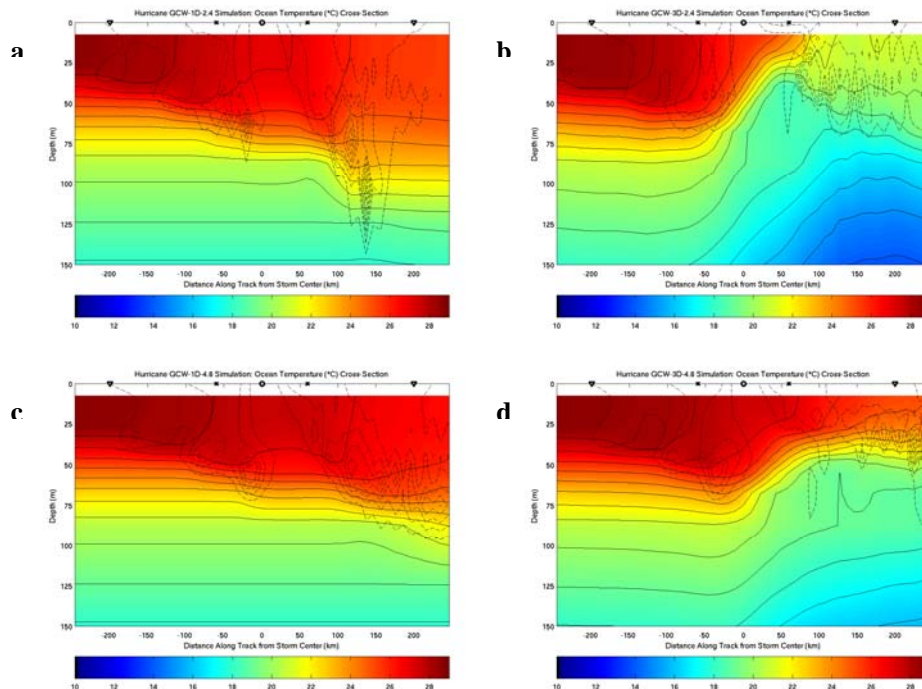 Hurricane GCW-1D-2.4 Simulation: Ocean Temperature (°C) Cross-Section
a
0
25
50
75
100
125
150
Depth (m)
-200 -150 -100 -50 0 50 100 150 200
Distance Along Track from Storm Center (km)
10 12 14 16 18 20 22 24 26 28
Hurricane GCW-3D-2.4 Simulation: Ocean Temperature (°C) Cross-Section
b
0
25
50
75
100
125
150
Depth (m)
-200 -150 -100 -50 0 50 100 150 200
Distance Along Track from Storm Center (km)
10 12 14 16 18 20 22 24 26 28
Hurricane GCW-1D-4.8 Simulation: Ocean Temperature (°C) Cross-Section
c
0
25
50
75
100
125
150
Depth (m)
-200 -150 -100 -50 0 50 100 150 200
Distance Along Track from Storm Center (km)
10 12 14 16 18 20 22 24 26 28
Hurricane GCW-3D-4.8 Simulation: Ocean Temperature (°C) Cross-Section
d
0
25
50
75
100
125
150
Depth (m)
-200 -150 -100 -50 0 50 100 150 200
Distance Along Track from Storm Center (km)
10 12 14 16 18 20 22 24 26 28